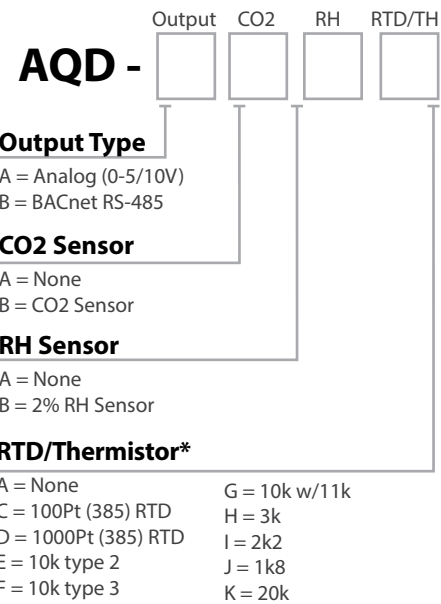 Output CO2 RH RTD/TH
AQD -
Output Type
A = Analog (0-5/10V)
B = BACnet RS-485
CO2 Sensor
A = None
B = CO2 Sensor
RH Sensor
A = None
B = 2% RH Sensor
RTD/Thermistor*
A = None
C = 100Pt (385) RTD
D = 1000Pt (385) RTD
E = 10k type 2
F = 10k type 3
G = 10k w/11k
H = 3k
I = 2k2
J = 1k8
K = 20k